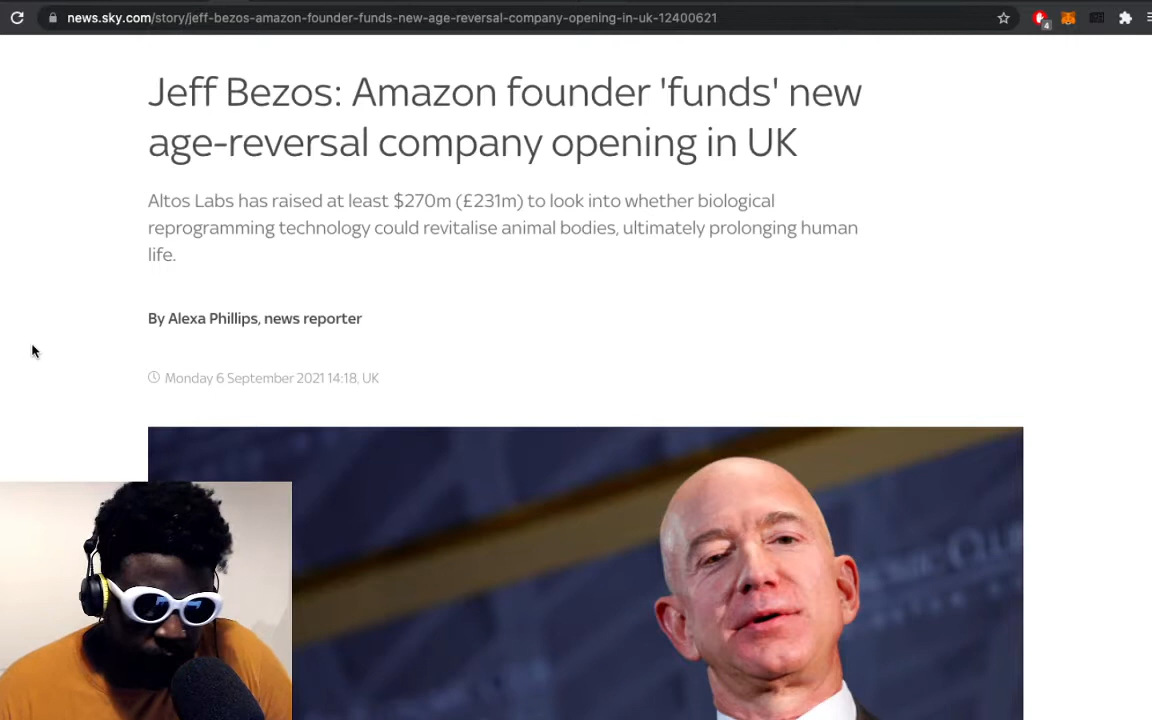 news.sky.com/story/jeff-bezos-amazon-founder-funds-new-age-reversal-company-opening-in-uk-12400621
4
Jeff Bezos: Amazon founder 'funds' new
age-reversal company opening in UK
Altos Labs has raised at least $270m (£231m) to look into whether biological
reprogramming technology could revitalise animal bodies, ultimately prolonging human
life.
By Alexa Phillips, news reporter
Monday 6 September 2021 14:18, UK